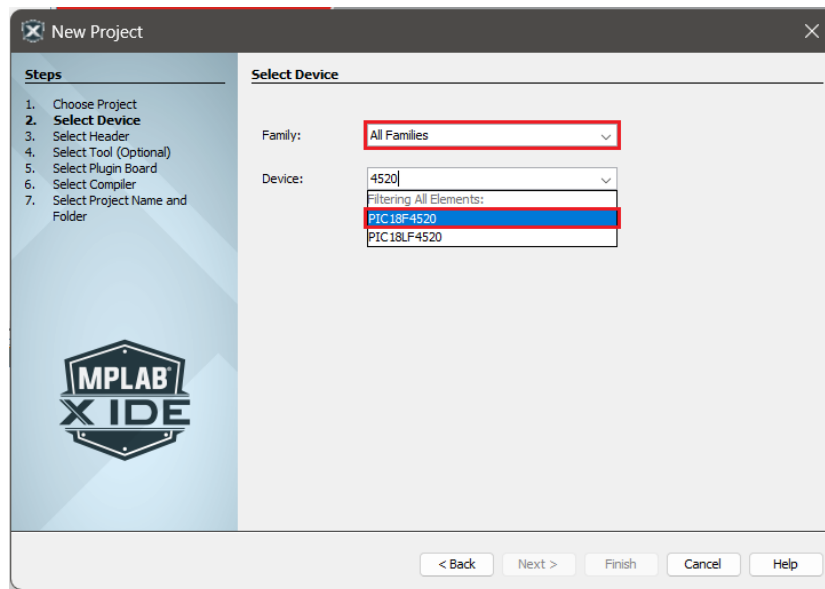 New Project
Steps
1. Choose Project
2. Select Device
3. Select Header
4. Select Tool (Optional)
5. Select Plugin Board
6. Select Compiler
7. Select Project Name and
Folder
MPLAB
X IDE
Select Device
Family: All Families
Device: 4520
Filtering All Elements:
PIC18F4520
PIC18LF4520
< Back Next > Finish Cancel Help